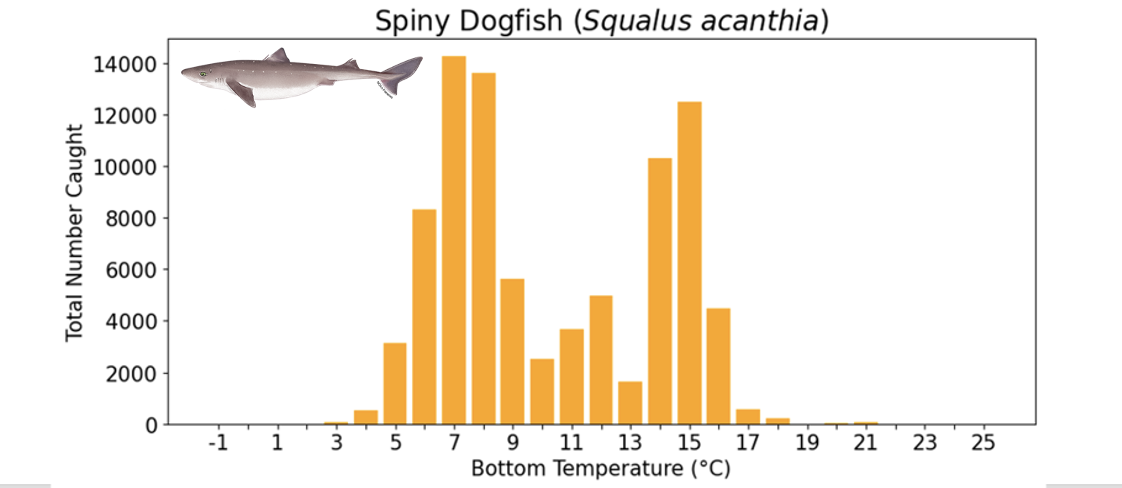 Spiny Dogfish (Squalus acanthia)
Total Number Caught
14000
12000
10000
8000
6000
4000
2000
0
-1 1 3 5 7 9 11 13 15 17 19 21 23 25
Bottom Temperature (°C)